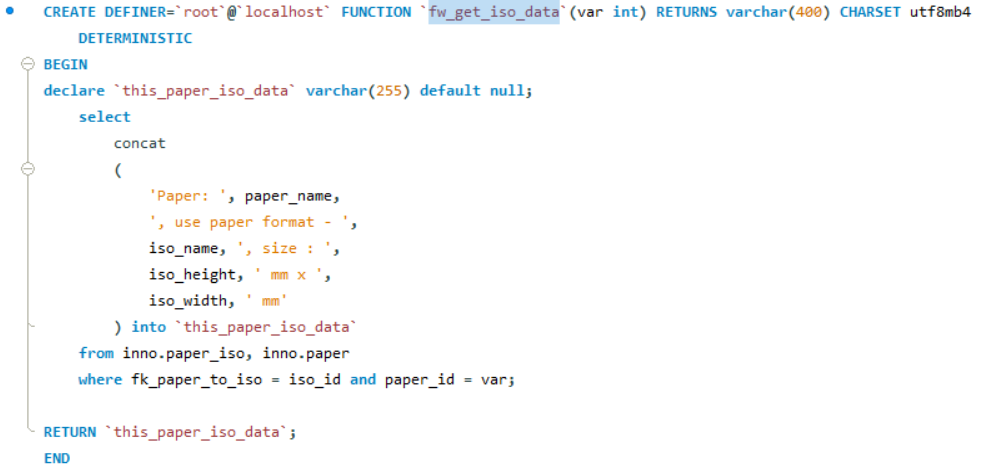 CREATE DEFINER=`root`@`localhost` FUNCTION `fw_get_iso_data`(var int) RETURNS varchar(400) CHARSET utf8mb4
DETERMINISTIC
BEGIN
declare `this_paper_iso_data` varchar(255) default null;
select
concat
(
'Paper: ', paper_name,
', use paper format - ',
iso_name, ', size : ',
iso_height, ' mm x ',
iso_width, ' mm'
) into `this_paper_iso_data`
from inno.paper_iso, inno.paper
where fk_paper_to_iso = iso_id and paper_id = var;
RETURN `this_paper_iso_data`;
END